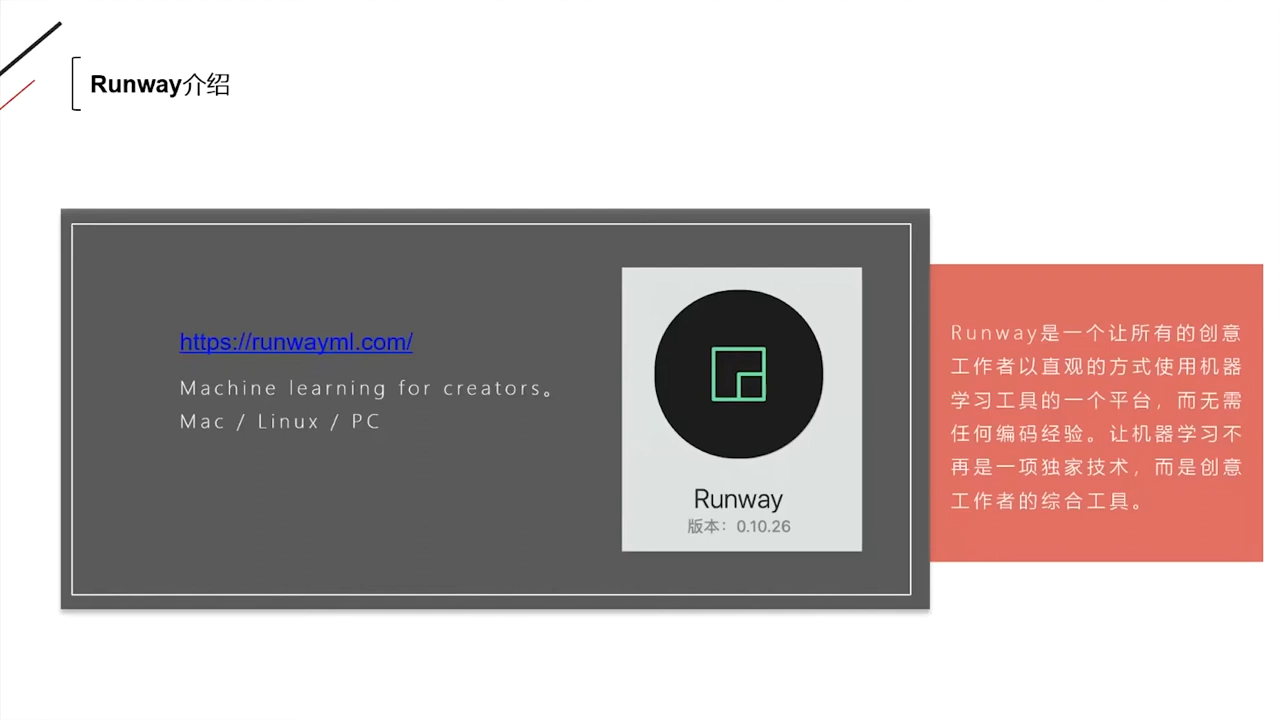 Runway介绍
https://runwayml.com/
Machine learning for creators。
Mac / Linux / PC
Runway
版本：0.10.26
Runway是一个让所有的创意
工作者以直观的方式使用机器
学习工具的一个平台，而无需
任何编码经验。让机器学习不
再是一项独家技术，而是创意
工作者的综合工具。